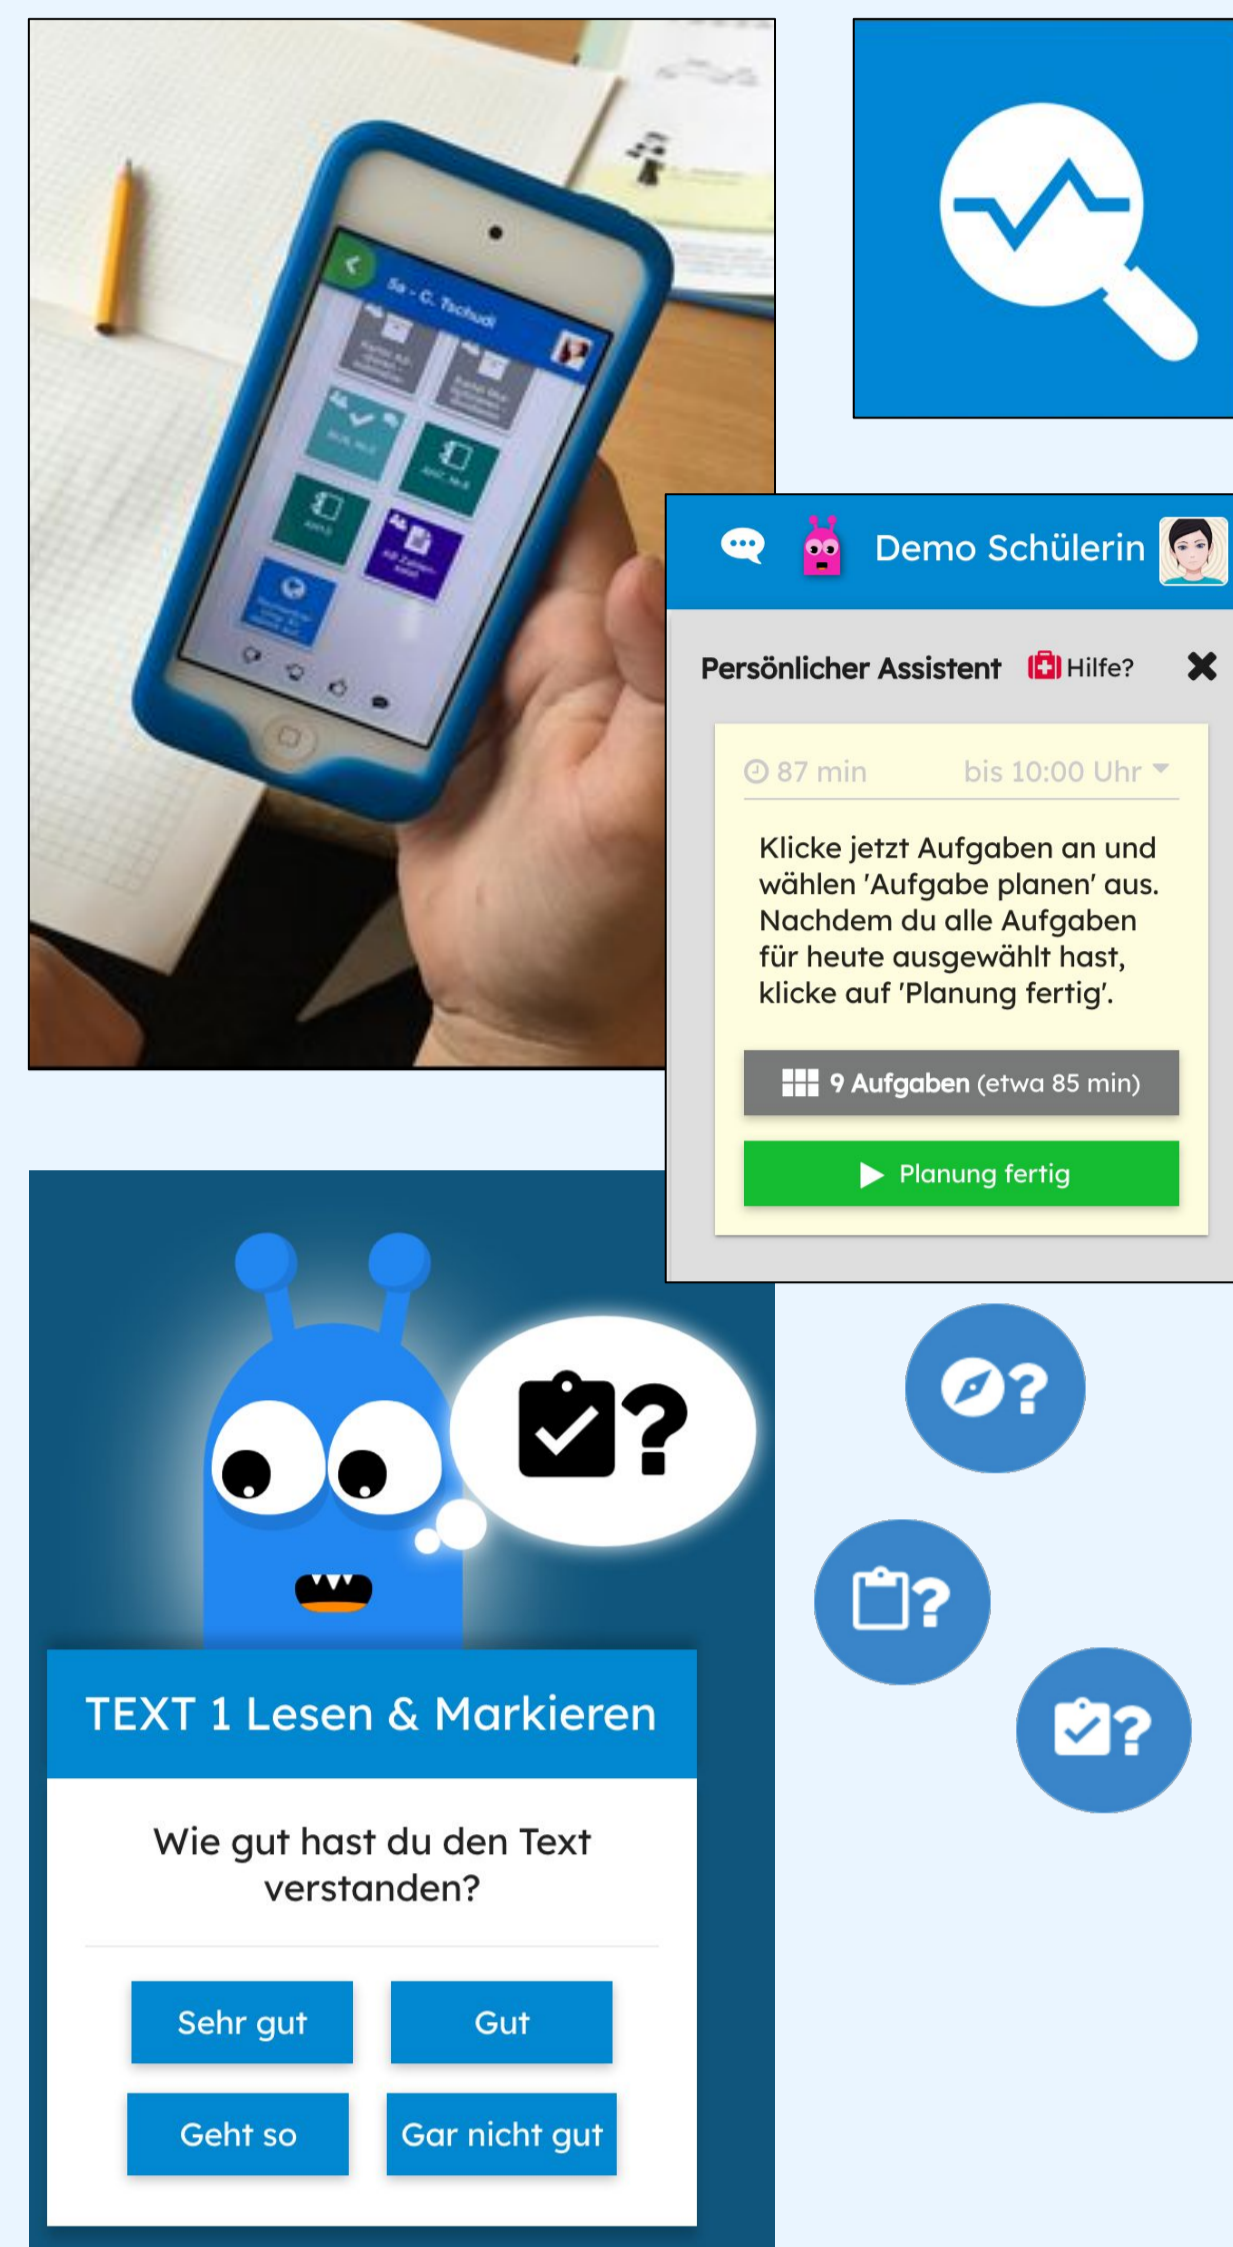 5a - C. Tschudi
Demo Schülerin
Persönlicher Assistent Hilfe?
87 min bis 10:00 Uhr
Klicke jetzt Aufgaben an und
wählen 'Aufgabe planen' aus.
Nachdem du alle Aufgaben
für heute ausgewählt hast,
klicke auf 'Planung fertig'.
9 Aufgaben (etwa 85 min)
Planung fertig
?
?
?
?
TEXT 1 Lesen & Markieren
Wie gut hast du den Text
verstanden?
Sehr gut Gut
Geht so Gar nicht gut